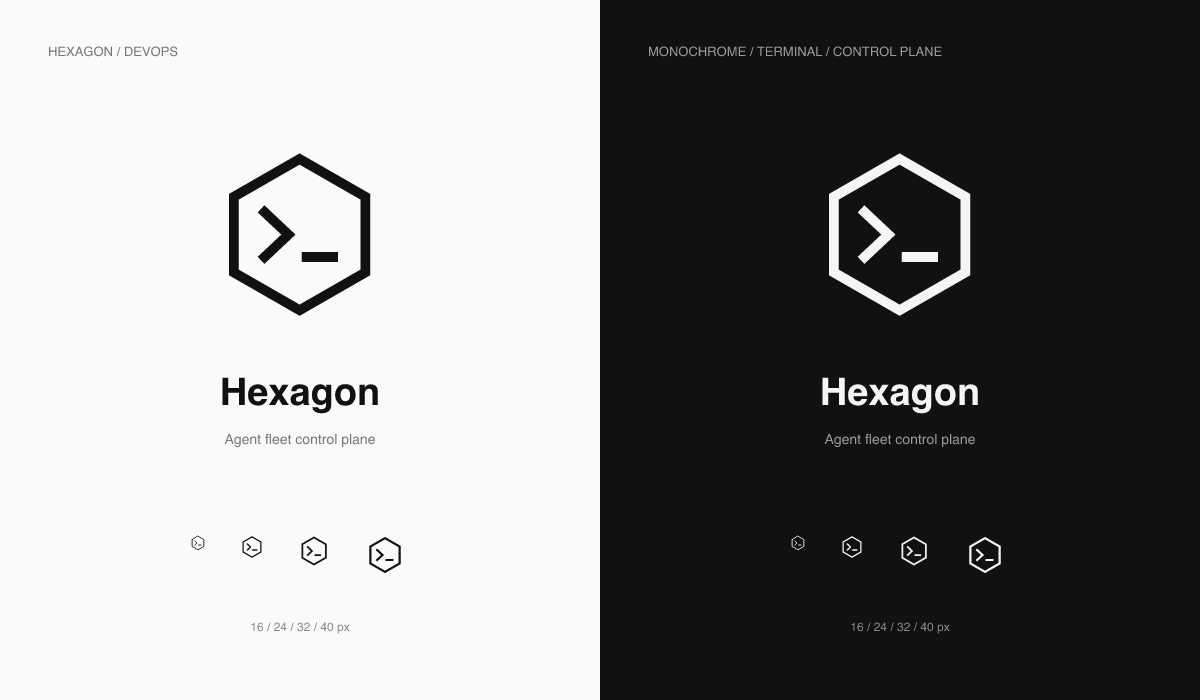 HEXAGON / DEVOPS
Hexagon
Agent fleet control plane
16 / 24 / 32 / 40 px
MONOCHROME / TERMINAL / CONTROL PLANE
Hexagon
Agent fleet control plane
16 / 24 / 32 / 40 px